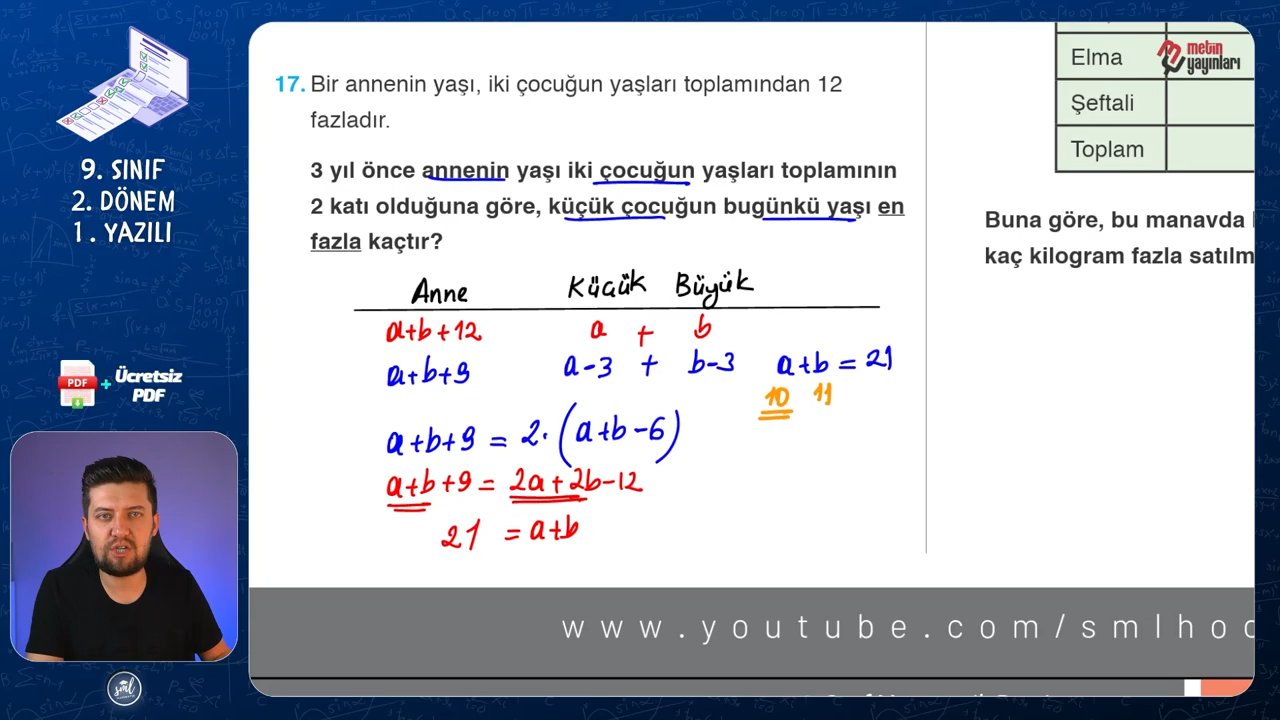 9. SINIF
2. DÖNEM
1. YAZILI
PDF + Ücretsiz
PDF
sml
17. Bir annenin yaşı, iki çocuğun yaşları toplamından 12
fazladır.
3 yıl önce annenin yaşı iki çocuğun yaşları toplamının
2 katı olduğuna göre, küçük çocuğun bugünkü yaşı en
fazla kaçtır?
Anne Küçük Büyük
a+b+12 a + b
a+b+9 a-3 + b-3 a+b = 21
10 11
a+b+9 = 2·(a+b-6)
a+b+9 = 2a+2b-12
21 = a+b
metin
yayınları
Elma
Şeftali
Toplam
Buna göre, bu manavda
kaç kilogram fazla satılm
www.youtube.com/smlhoc